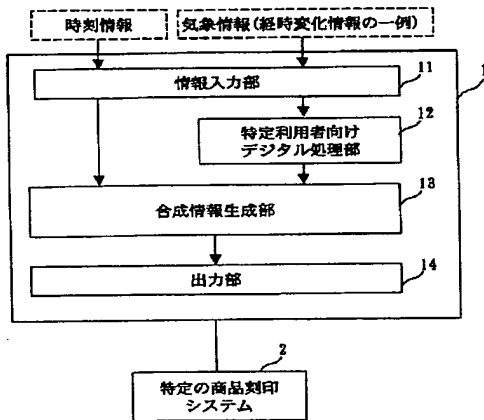 時刻情報
気象情報(経時変化情報の一例)
情報入力部
11
1
12
特定利用者向け
デジタル処理部
合成情報生成部
13
出力部
14
2
特定の商品刻印
システム